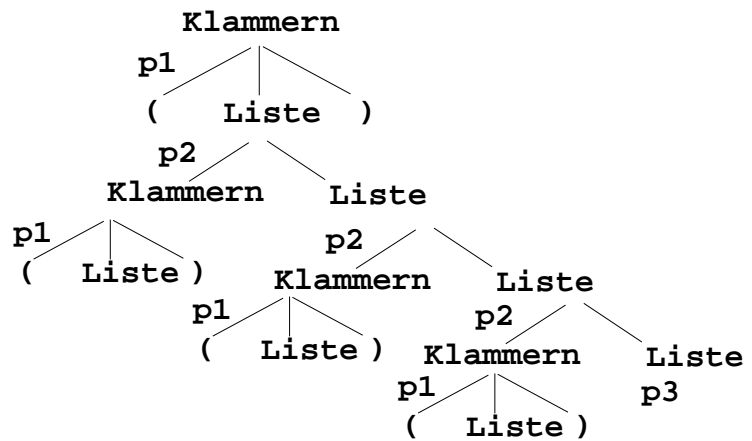 Klammern
p1
( Liste )
p2
Klammern Liste
p1 p2
( Liste ) Klammern Liste
p1 p2
( Liste ) Klammern Liste
p1 p3
( Liste )